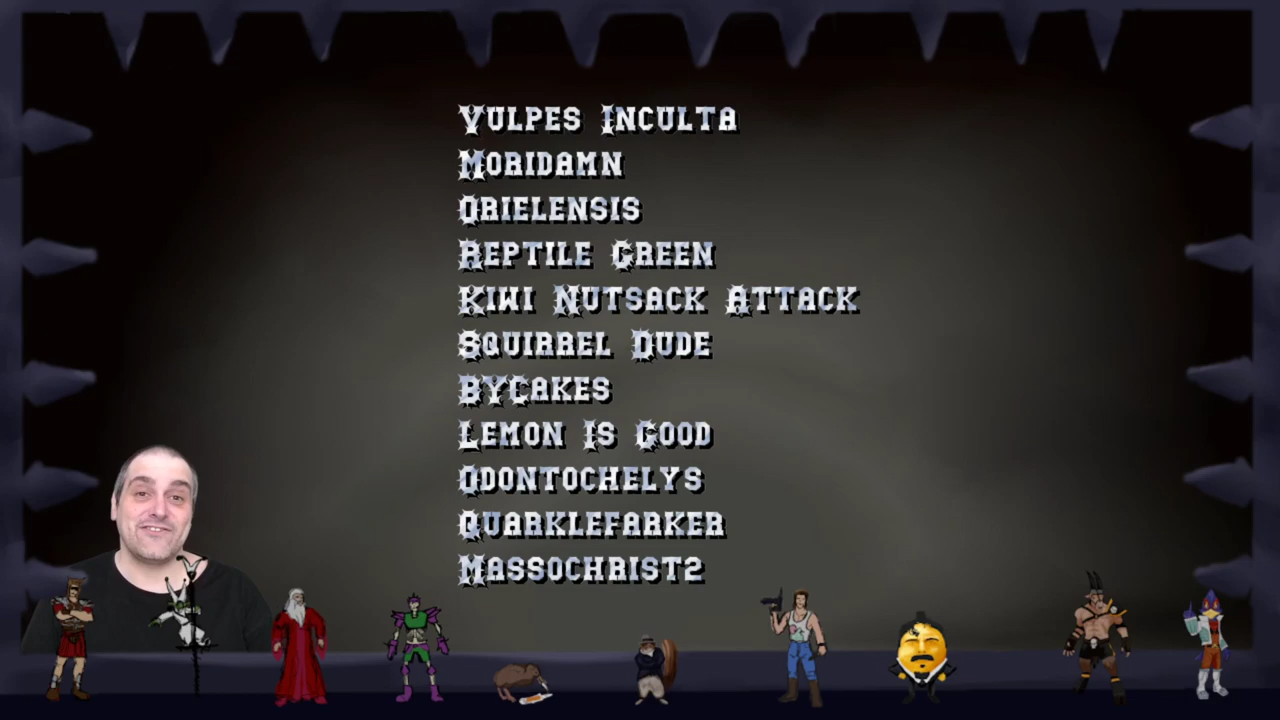 Vulpes Inculta
Moridamn
Orielensis
Reptile Green
Kiwi Nutsack Attack
Squirrel Dude
BYCakes
Lemon Is Good
Odontochelys
Quarklefarker
Massochrist2